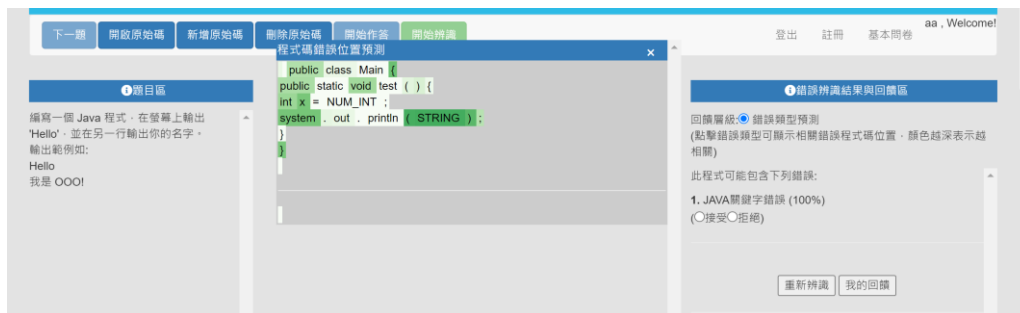 下一題 開啟原始碼 新增原始碼 刪除原始碼 開始作答 開始辨識
aa , Welcome!
登出 註冊 基本問卷
題目區
編寫一個 Java 程式,在螢幕上輸出
'Hello',並在另一行輸出你的名字。
輸出範例如:
Hello
我是 OOO!
程式碼錯誤位置預測 ×
public class Main {
public static void test ( ) {
int x = NUM_INT ;
system . out . println ( STRING ) ;
}
}
錯誤辨識結果與回饋區
回饋層級: 錯誤類型預測
(點擊錯誤類型可顯示相關錯誤程式碼位置,顏色越深表示越
相關)
此程式可能包含下列錯誤:
1. JAVA關鍵字錯誤 (100%)
(接受拒絕)
重新辨識 我的回饋